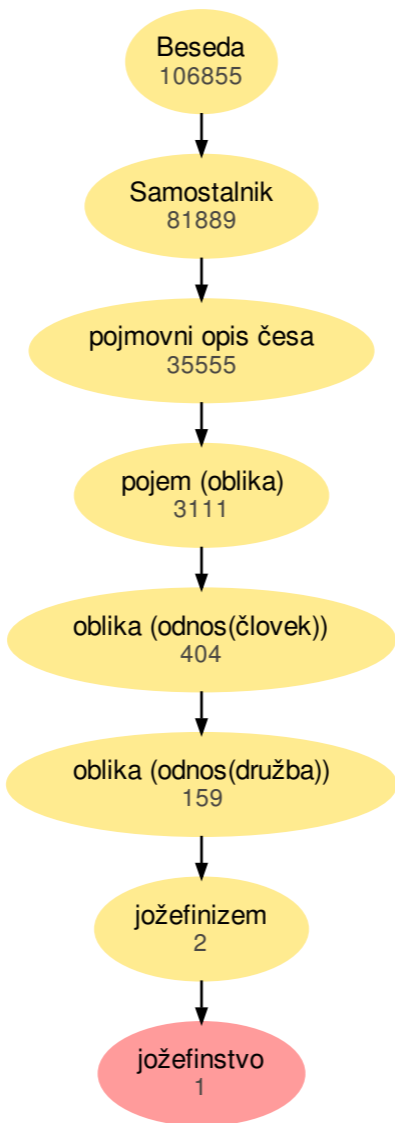 Beseda
106855
Samostalnik
81889
pojmovni opis česa
35555
pojem (oblika)
3111
oblika (odnos(človek))
404
oblika (odnos(družba))
159
jožefinizem
2
jožefinstvo
1